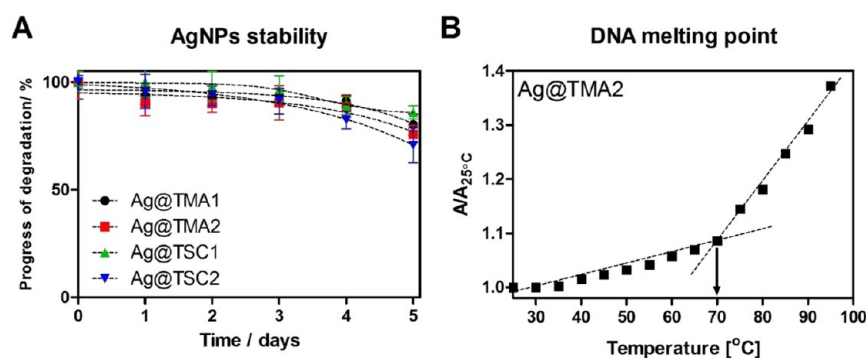 A
AgNPs stability
Progress of degradation/ %
100
50
0
Ag@TMA1
Ag@TMA2
Ag@TSC1
Ag@TSC2
0 1 2 3 4 5
Time / days
B
DNA melting point
Ag@TMA2
A/A25°C
1.4
1.3
1.2
1.1
1.0
30 40 50 60 70 80 90 100
Temperature [°C]